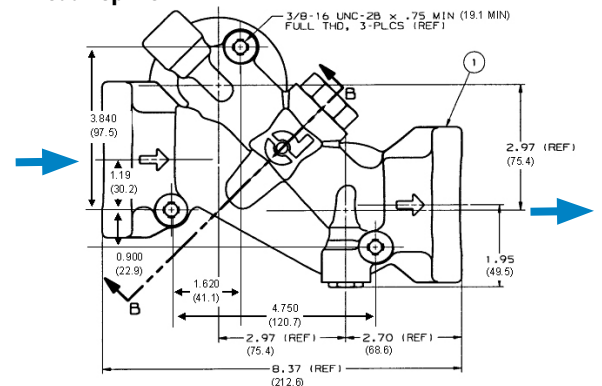 3/8-16 UNC-2B x .75 MIN (19.1 MIN)
FULL THD, 3-PLCS (REF)
1
B
3.840
(97.5)
2.97 (REF)
(75.4)
1.19
(30.2)
0.900
(22.9)
1.95
(49.5)
1.620
(41.1)
B
4.750
(120.7)
2.97 (REF)
(75.4)
2.70 (REF)
(68.6)
8.37 (REF)
(212.6)